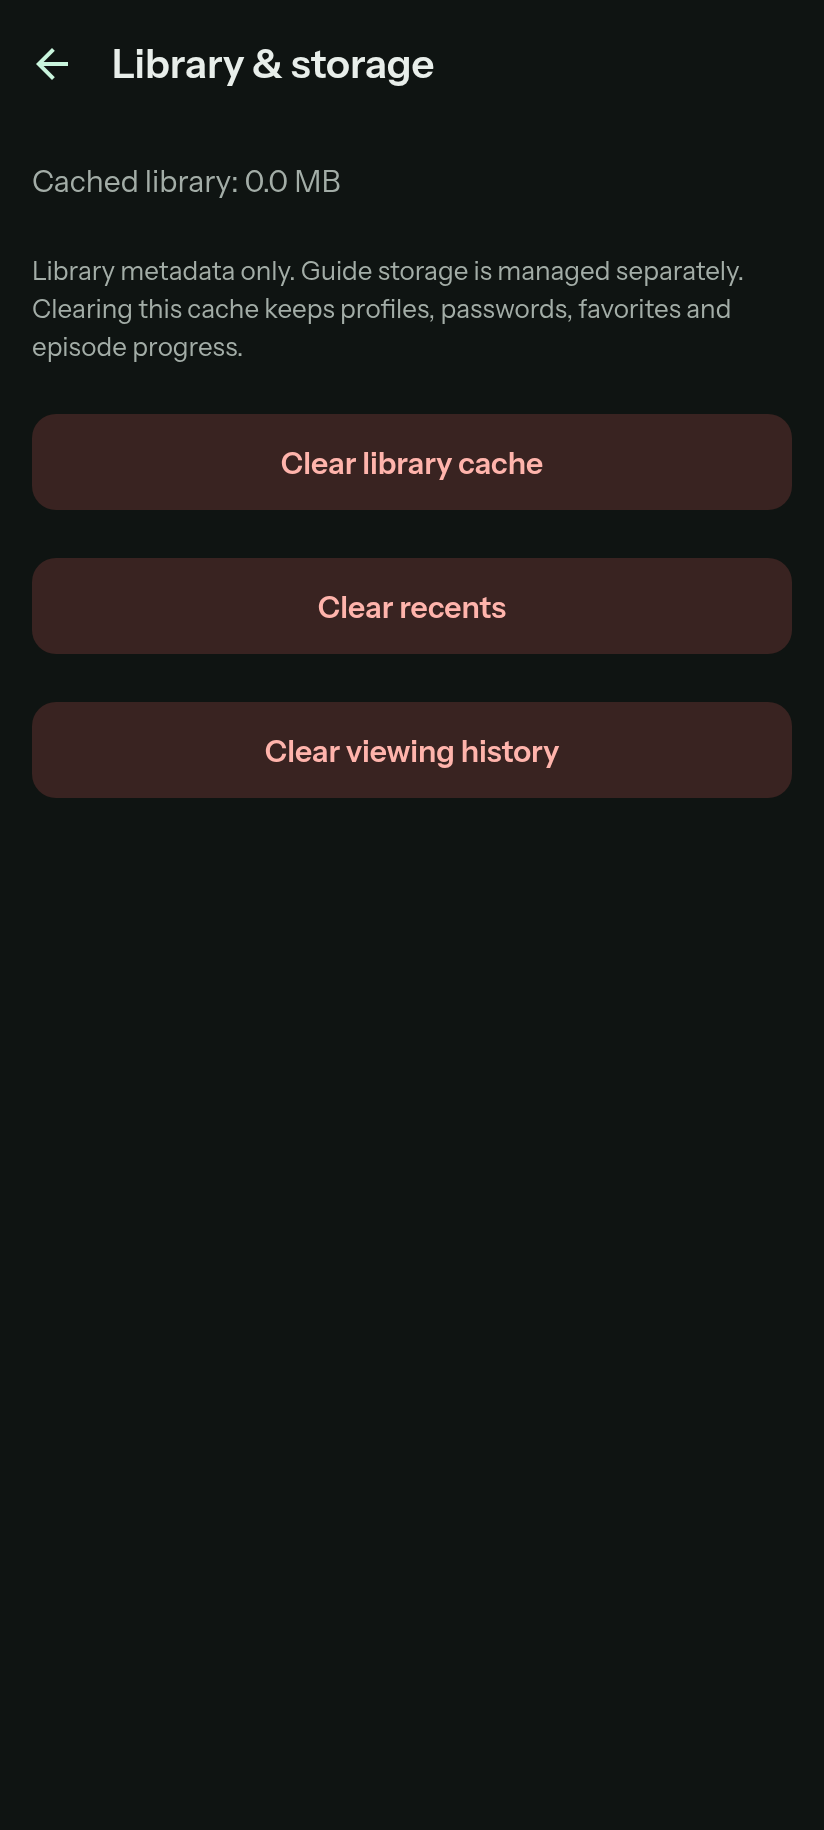 Library & storage
Cached library: 0.0 MB
Library metadata only. Guide storage is managed separately.
Clearing this cache keeps profiles, passwords, favorites and
episode progress.
Clear library cache
Clear recents
Clear viewing history